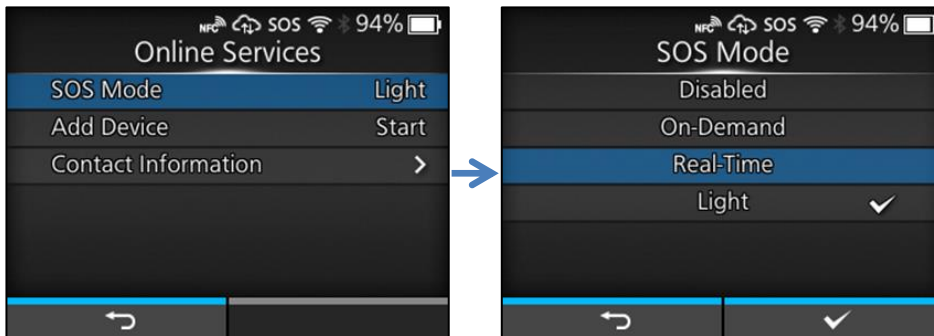 NFC SOS 94%
Online Services
SOS Mode Light
Add Device Start
Contact Information
NFC SOS 94%
SOS Mode
Disabled
On-Demand
Real-Time
Light